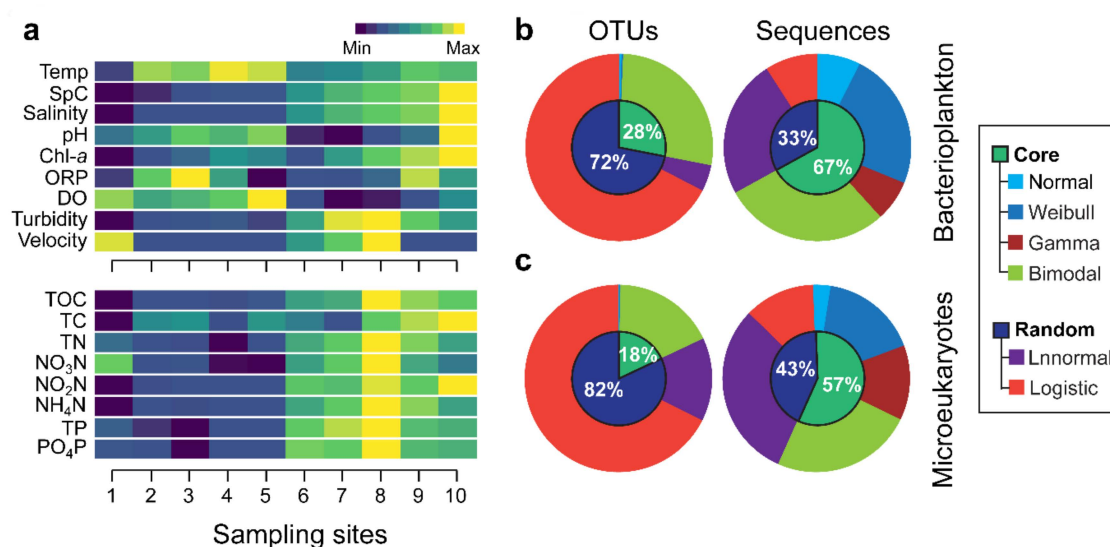 a
Min Max
Temp
SpC
Salinity
pH
Chl-a
ORP
DO
Turbidity
Velocity
TOC
TC
TN
NO₃N
NO₂N
NH₄N
TP
PO₄P
1 2 3 4 5 6 7 8 9 10
Sampling sites
b
OTUs Sequences
28%
72%
33%
67%
Bacterioplankton
c
18%
82%
43%
57%
Microeukaryotes
Core
Normal
Weibull
Gamma
Bimodal
Random
Lnnormal
Logistic